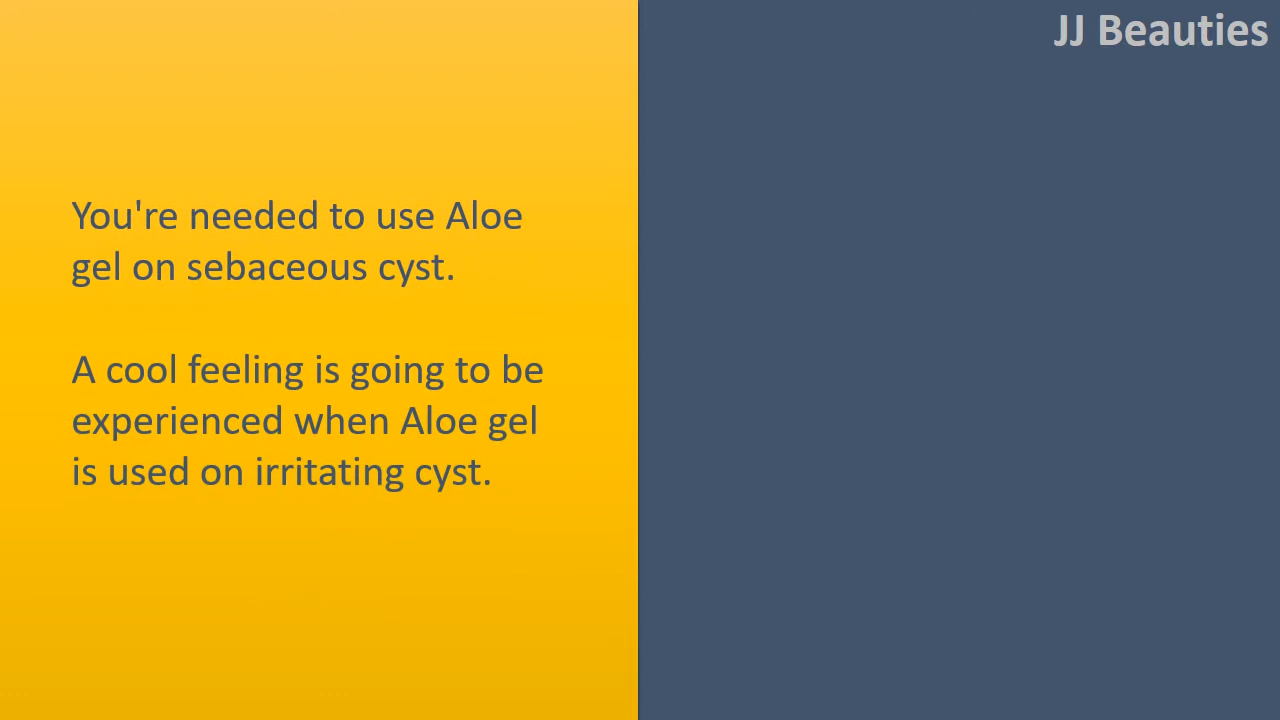 JJ Beauties
You're needed to use Aloe
gel on sebaceous cyst.
A cool feeling is going to be
experienced when Aloe gel
is used on irritating cyst.